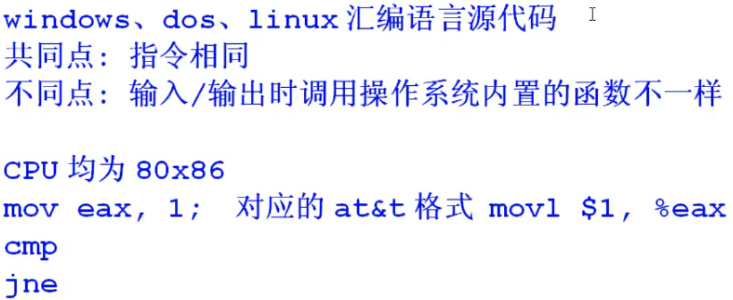 windows、dos、linux 汇编语言源代码
共同点: 指令相同
不同点: 输入/输出时调用操作系统内置的函数不一样
CPU 均为 80x86
mov eax, 1; 对应的 at&t 格式 movl $1, %eax
cmp
jne